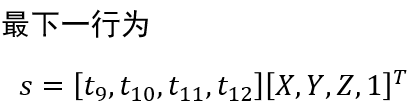 最下一行为
s = [t₉, t₁₀, t₁₁, t₁₂][X, Y, Z, 1]ᵀ